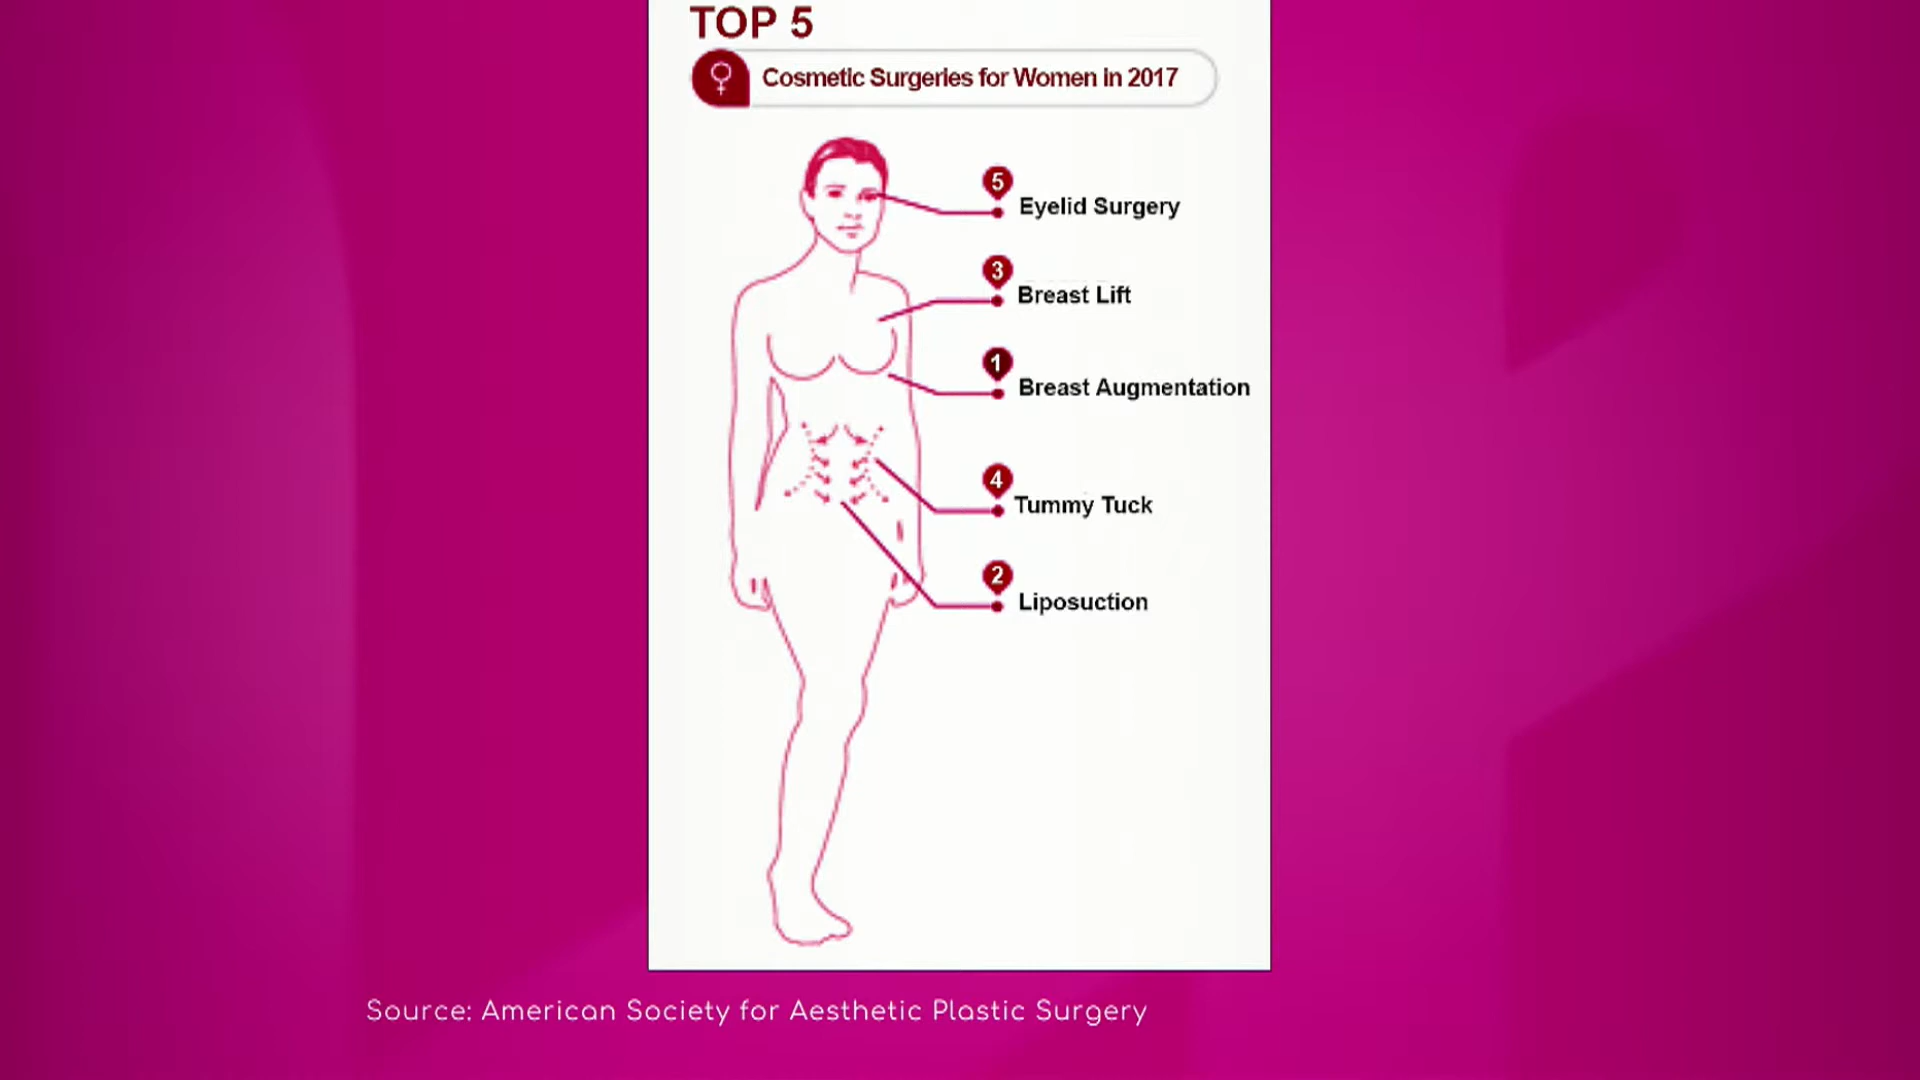 TOP 5
Cosmetic Surgeries for Women in 2017
5
Eyelid Surgery
3
Breast Lift
1
Breast Augmentation
4
Tummy Tuck
2
Liposuction
Source: American Society for Aesthetic Plastic Surgery